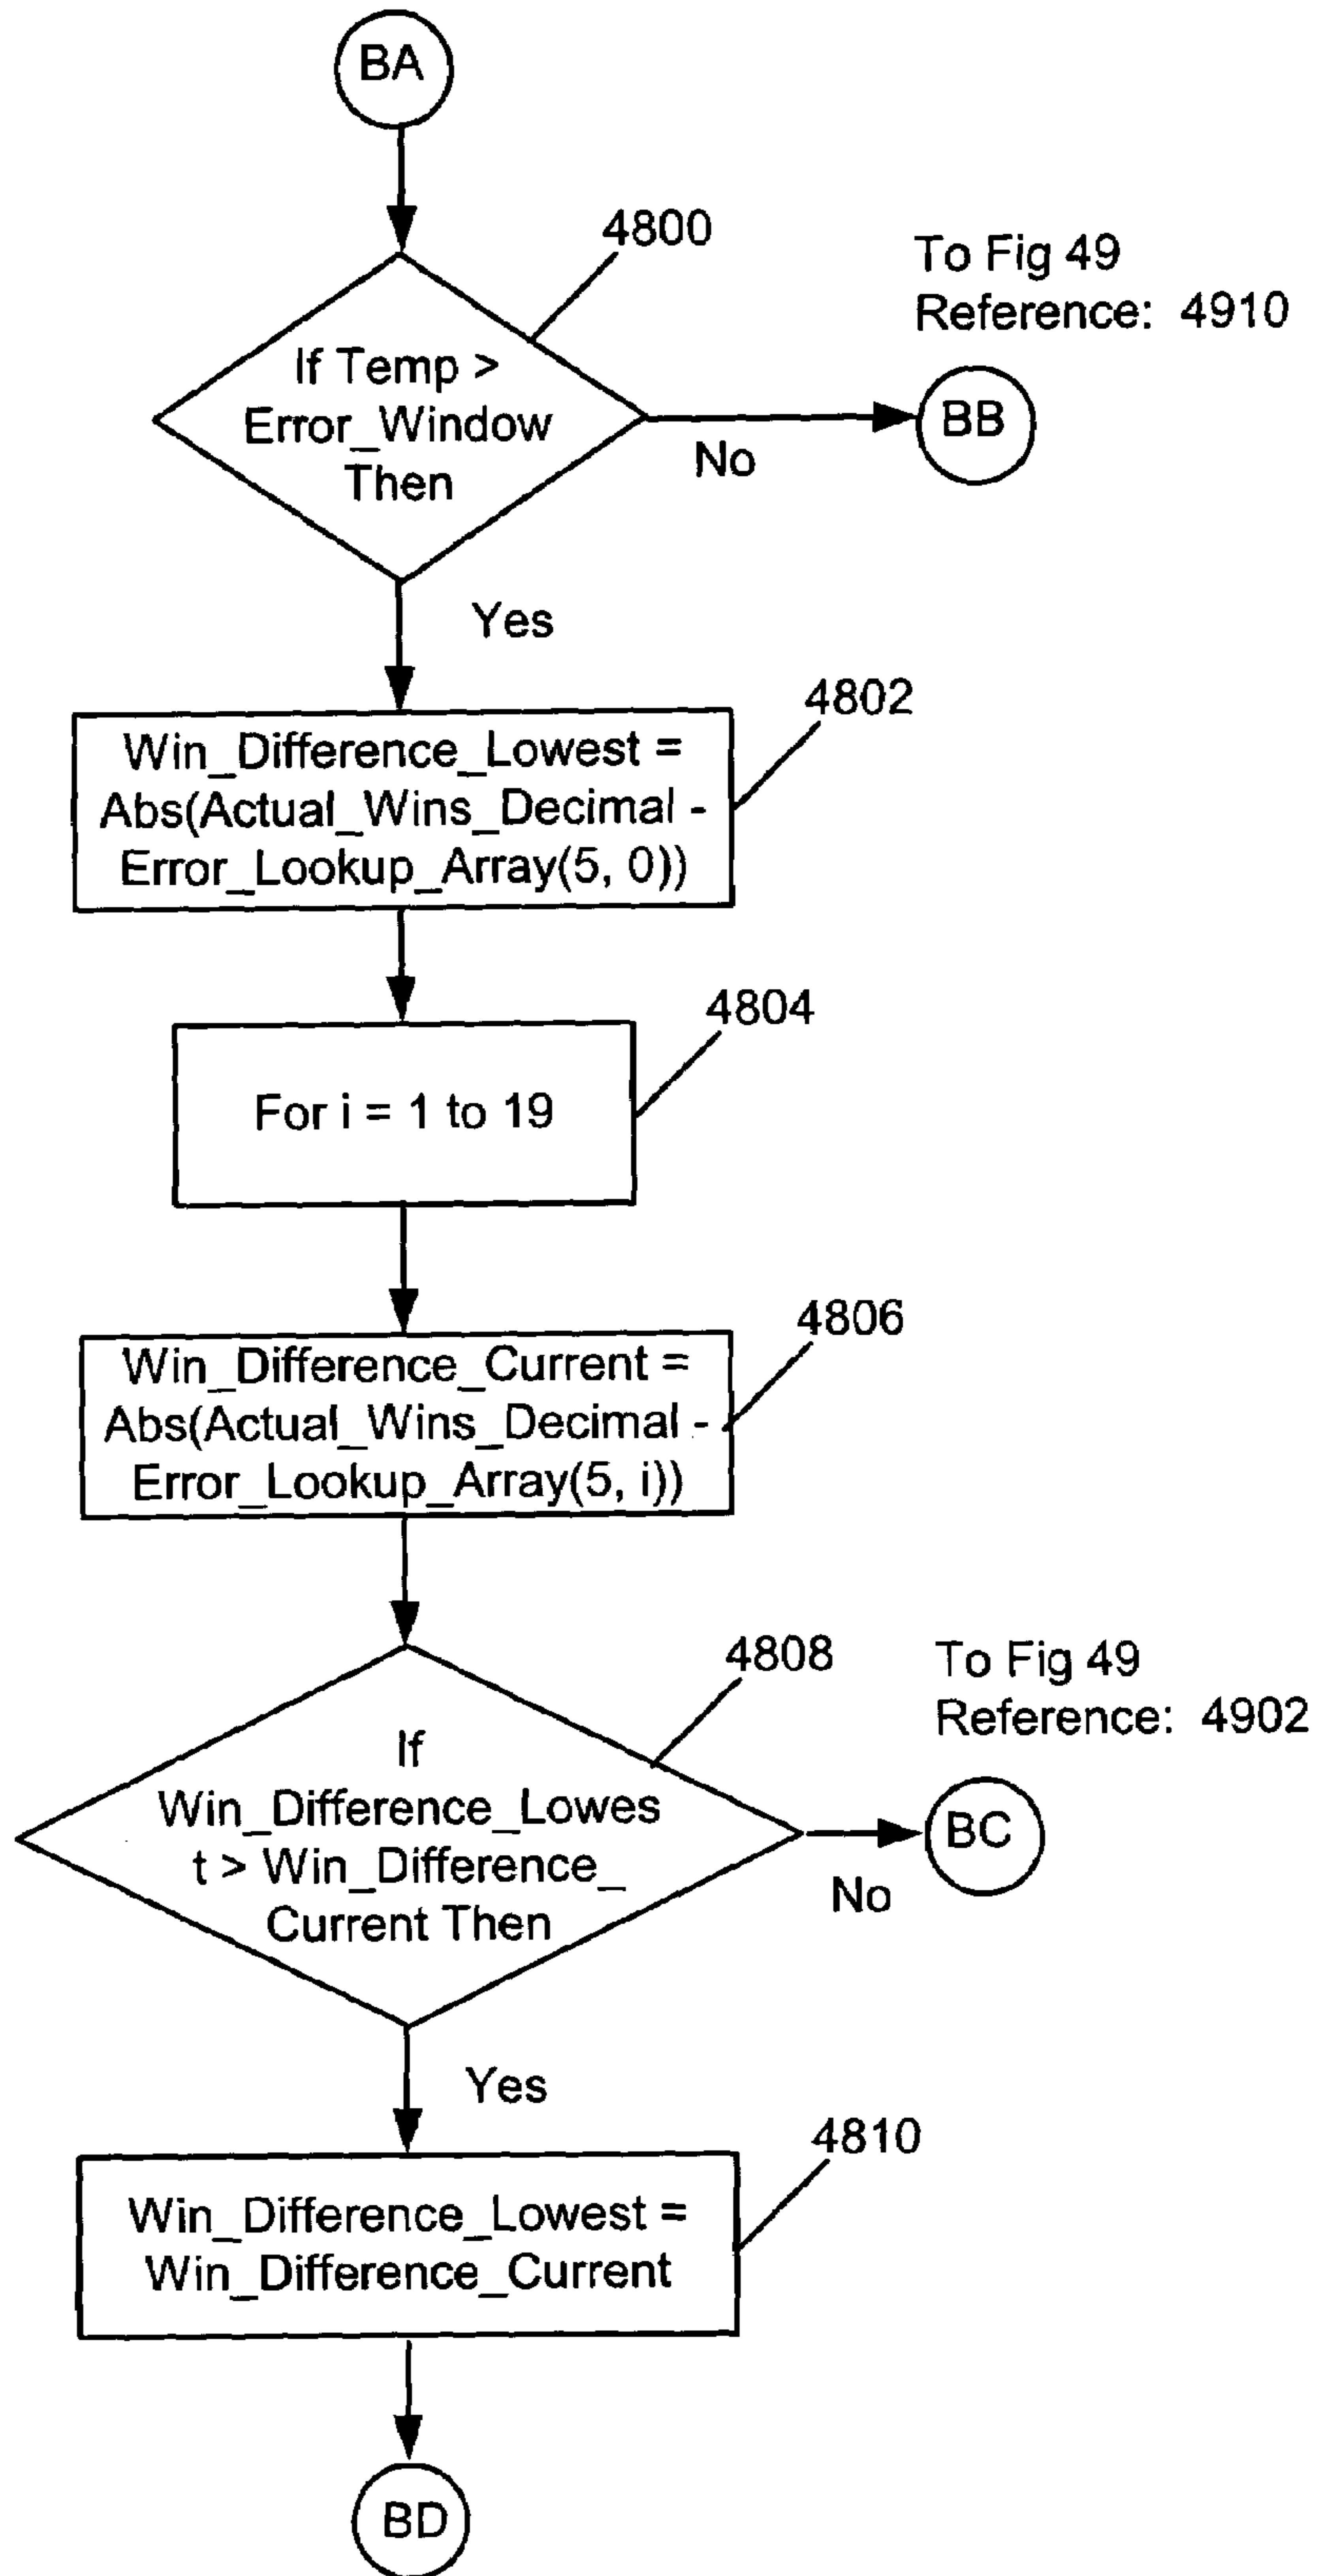 BA
4800
To Fig 49
Reference: 4910
If Temp >
Error_Window
Then
BB
No
Yes
4802
Win_Difference_Lowest =
Abs(Actual_Wins_Decimal -
Error_Lookup_Array(5, 0))
4804
For i = 1 to 19
4806
Win_Difference_Current =
Abs(Actual_Wins_Decimal -
Error_Lookup_Array(5, i))
4808
To Fig 49
Reference: 4902
If
Win_Difference_Lowes
t > Win_Difference_
Current Then
BC
No
Yes
4810
Win_Difference_Lowest =
Win_Difference_Current
BD